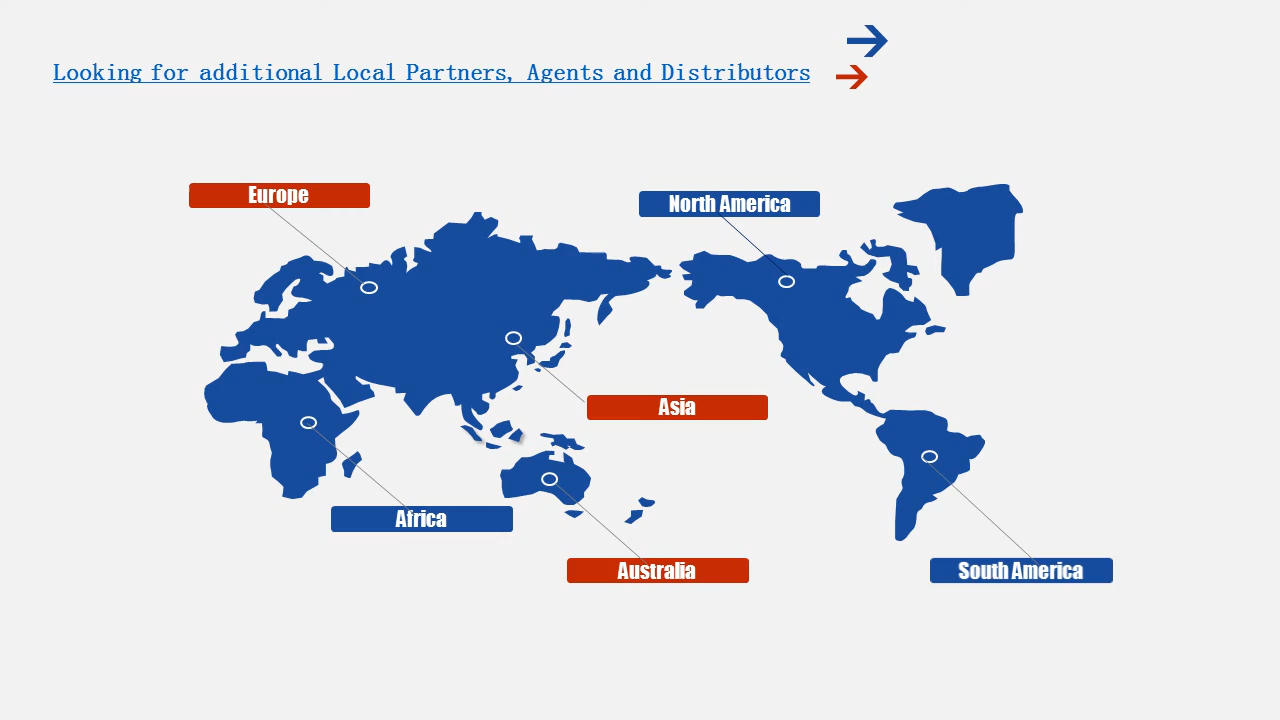 Looking for additional Local Partners, Agents and Distributors
Europe
North America
Asia
Africa
Australia
South America